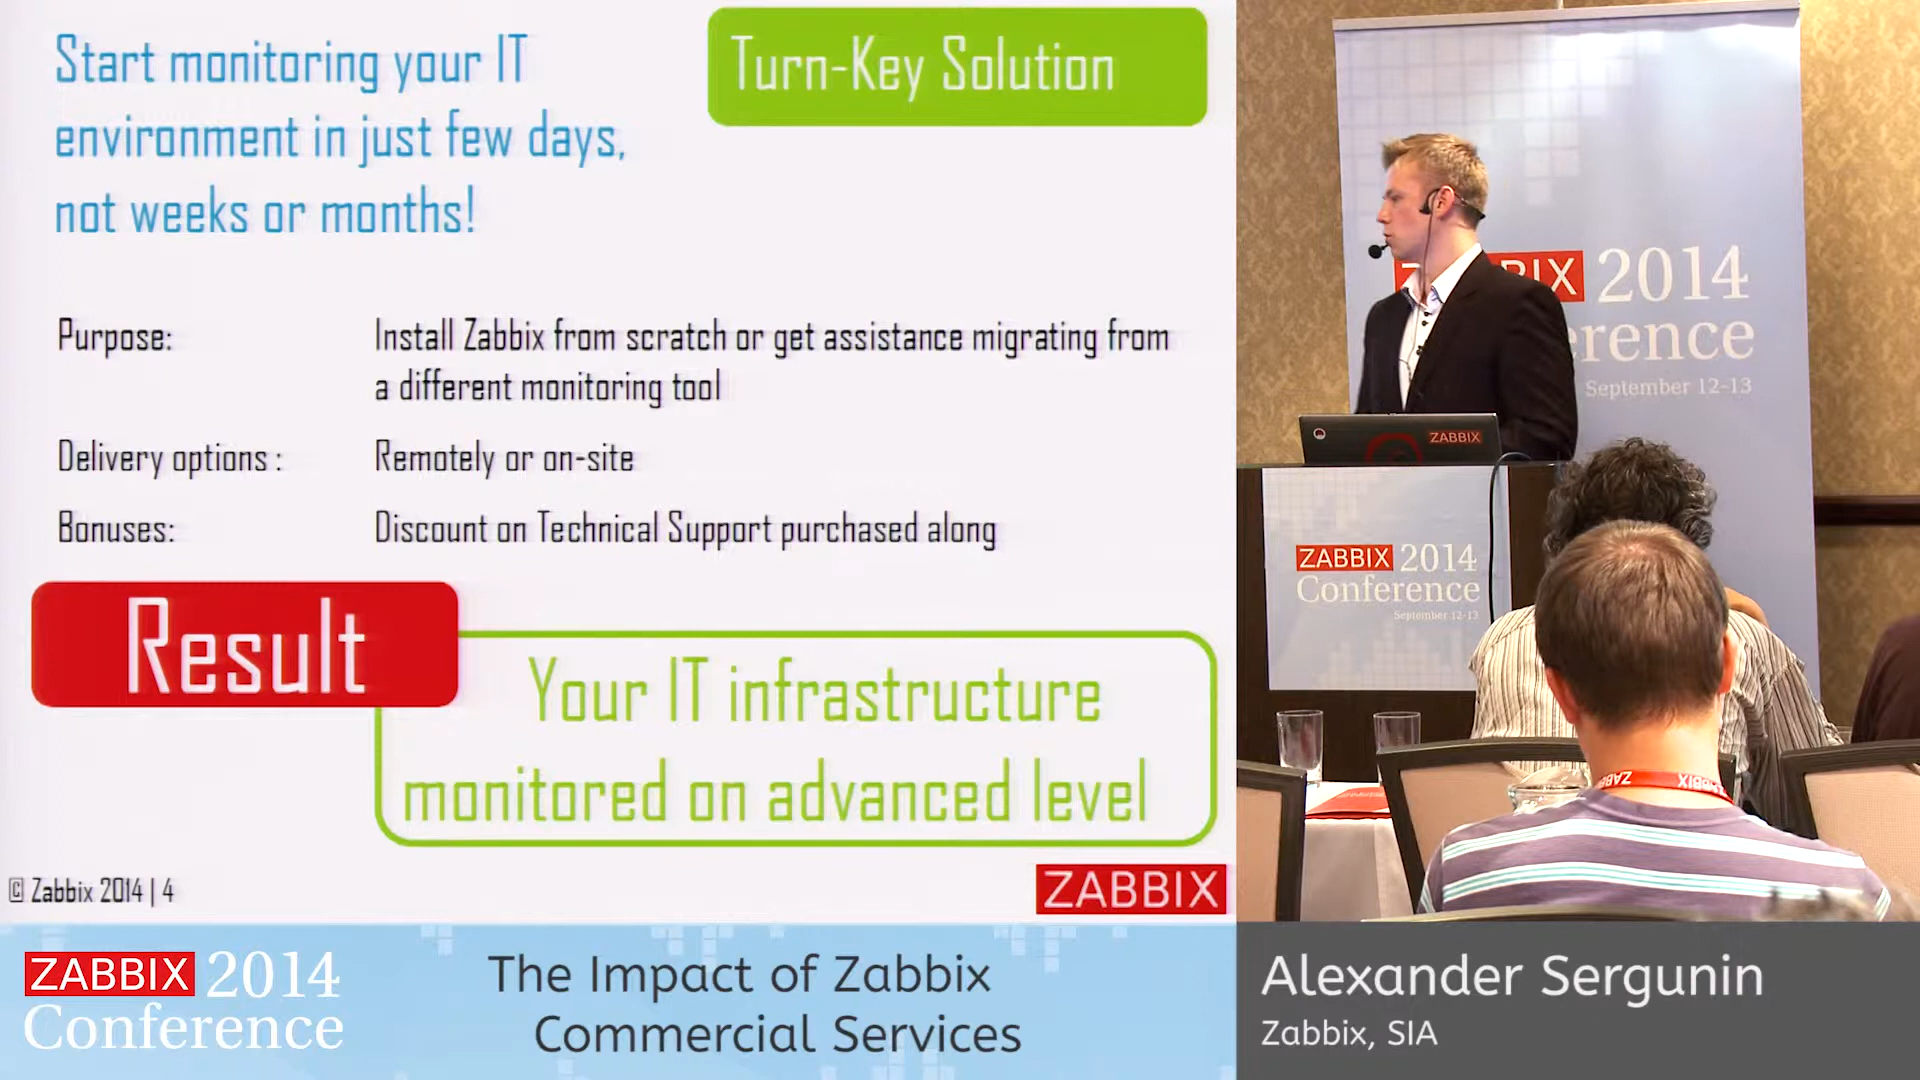 Start monitoring your IT
environment in just few days,
not weeks or months!
Turn-Key Solution
Purpose:
Install Zabbix from scratch or get assistance migrating from
a different monitoring tool
Delivery options :
Remotely or on-site
Bonuses:
Discount on Technical Support purchased along
Result
Your IT infrastructure
monitored on advanced level
© Zabbix 2014 | 4
ZABBIX
ZABBIX 2014
Conference
The Impact of Zabbix
Commercial Services
2014
September 12-13
ZABBIX
ZABBIX 2014
Conference
September 12-13
ZABBIX
Alexander Sergunin
Zabbix, SIA